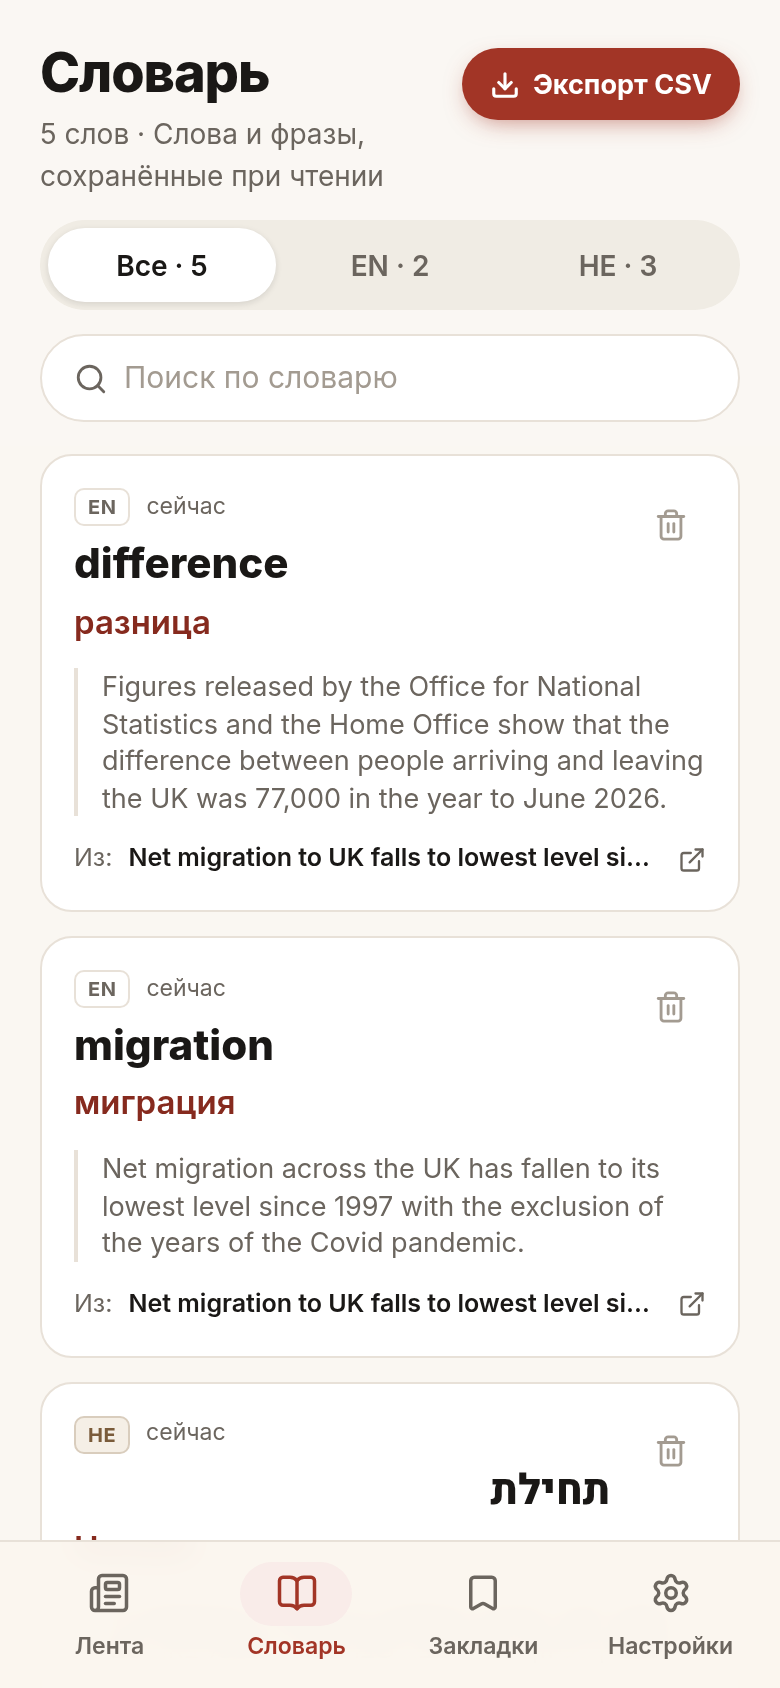 Словарь
Экспорт CSV
5 слов · Слова и фразы,
сохранённые при чтении
Все · 5
EN · 2
HE · 3
Поиск по словарю
EN сейчас
difference
разница
Figures released by the Office for National
Statistics and the Home Office show that the
difference between people arriving and leaving
the UK was 77,000 in the year to June 2026.
Из: Net migration to UK falls to lowest level si...
EN сейчас
migration
миграция
Net migration across the UK has fallen to its
lowest level since 1997 with the exclusion of
the years of the Covid pandemic.
Из: Net migration to UK falls to lowest level si...
HE сейчас
תחילת
Лента
Словарь
Закладки
Настройки